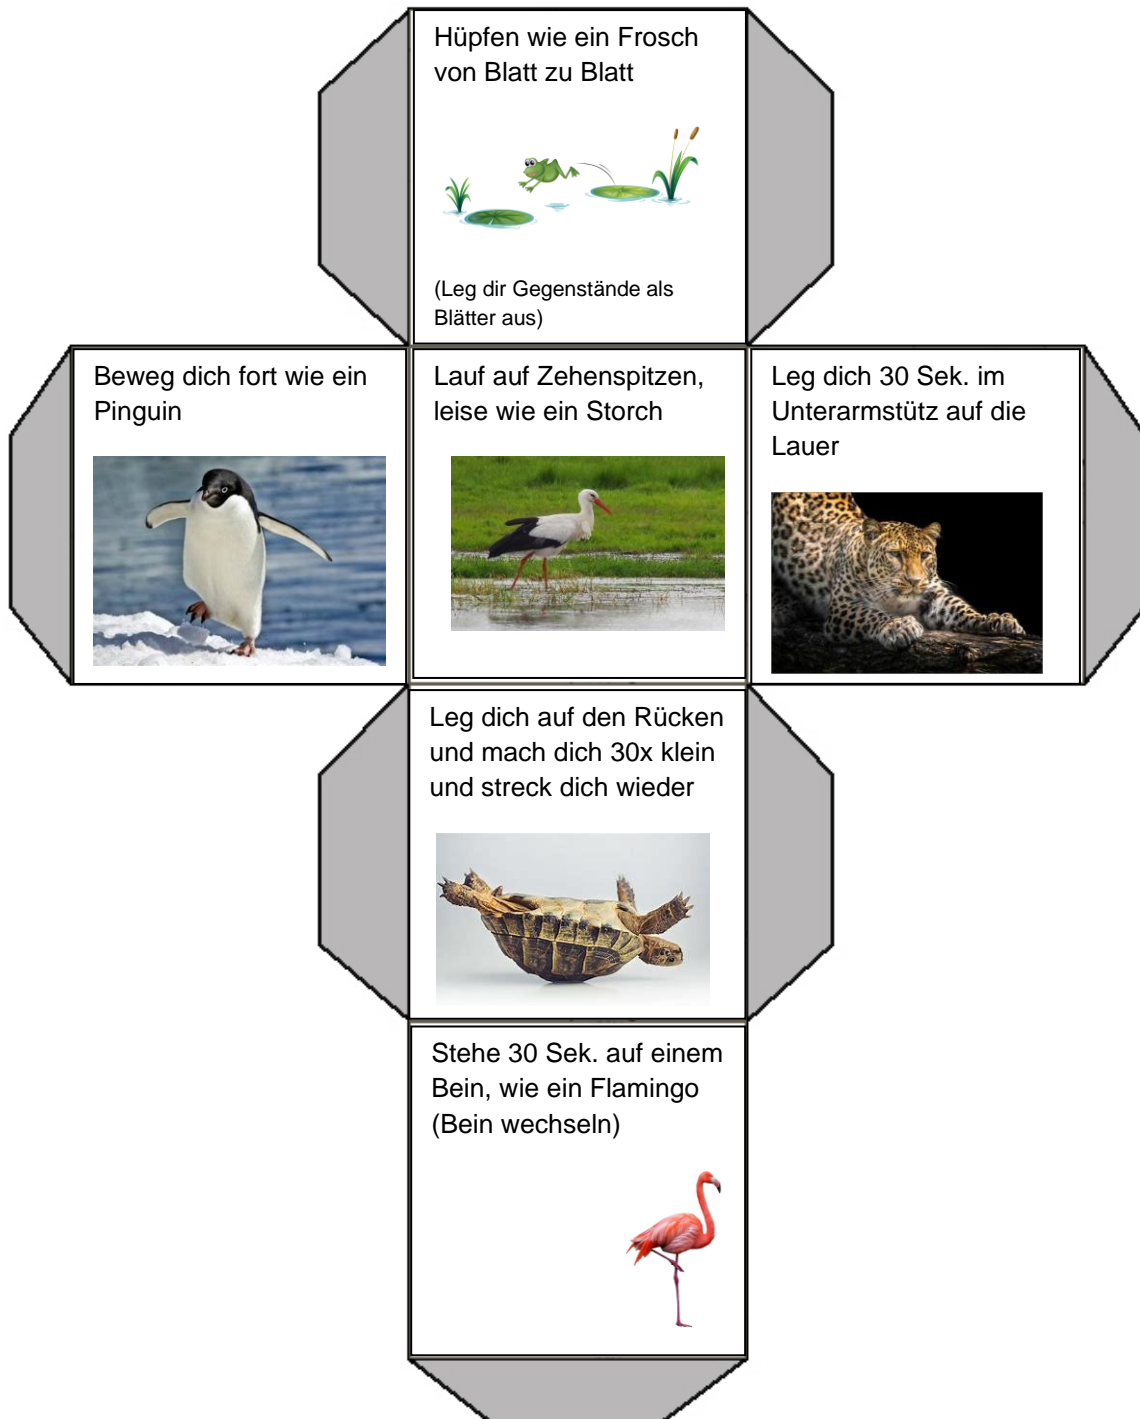 Hüpfen wie ein Frosch
von Blatt zu Blatt
(Leg dir Gegenstände als
Blätter aus)
Beweg dich fort wie ein
Pinguin
Lauf auf Zehenspitzen,
leise wie ein Storch
Leg dich 30 Sek. im
Unterarmstütz auf die
Lauer
Leg dich auf den Rücken
und mach dich 30x klein
und streck dich wieder
Stehe 30 Sek. auf einem
Bein, wie ein Flamingo
(Bein wechseln)